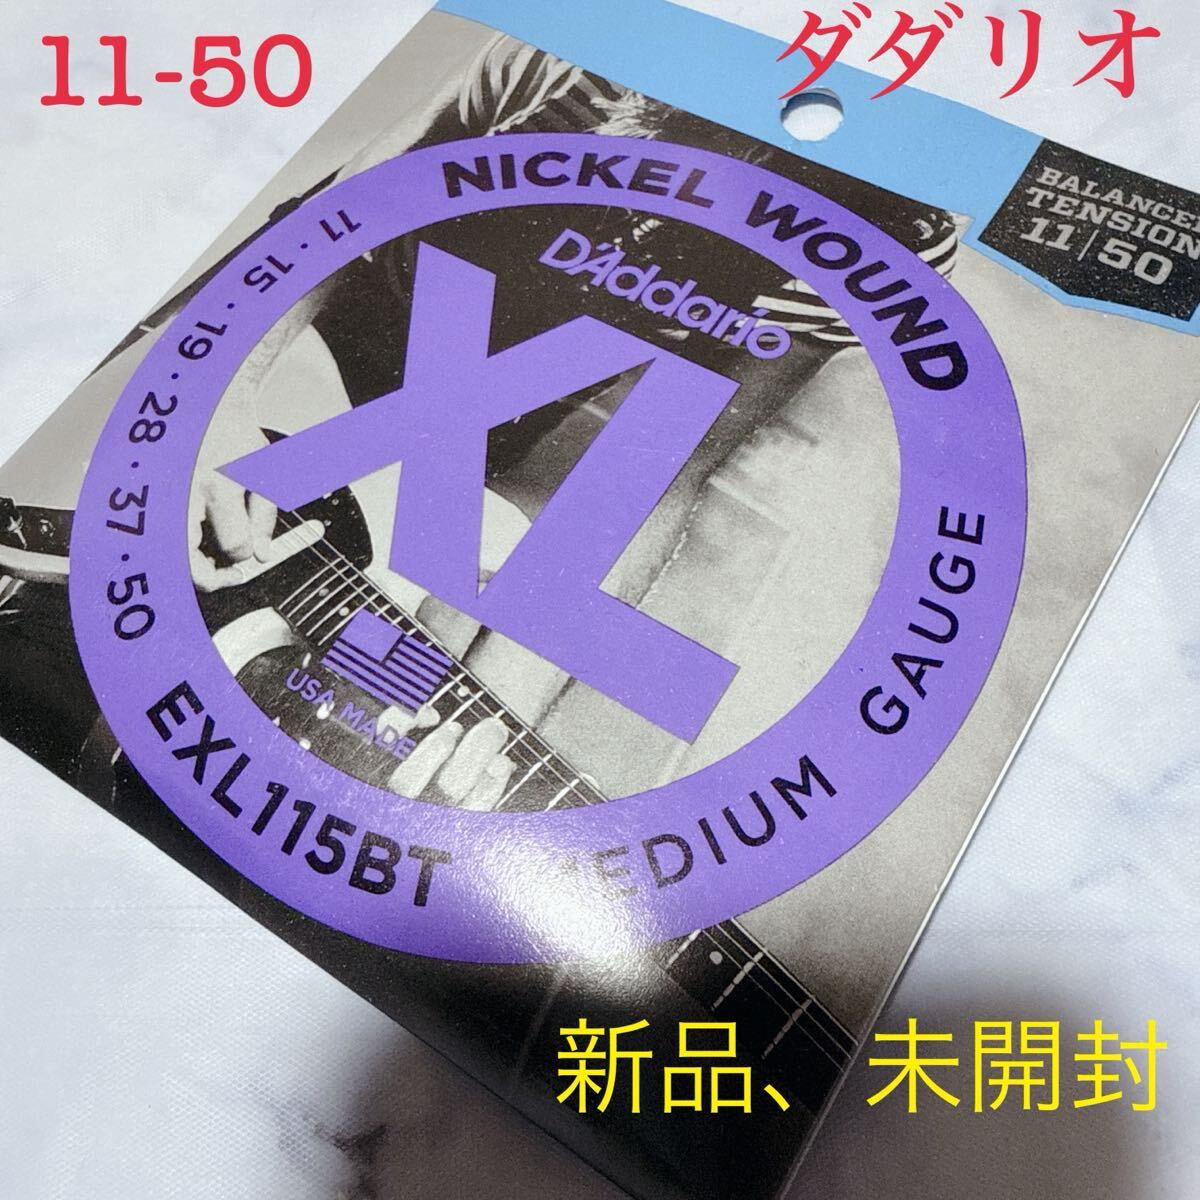 11-50
ダダリオ
BALANCED
TENSION
11/50
NICKEL WOUND
D'Addario
XL
11・15・19・28・37・50
USA MADE
EXL115BT
MEDIUM GAUGE
新品、未開封